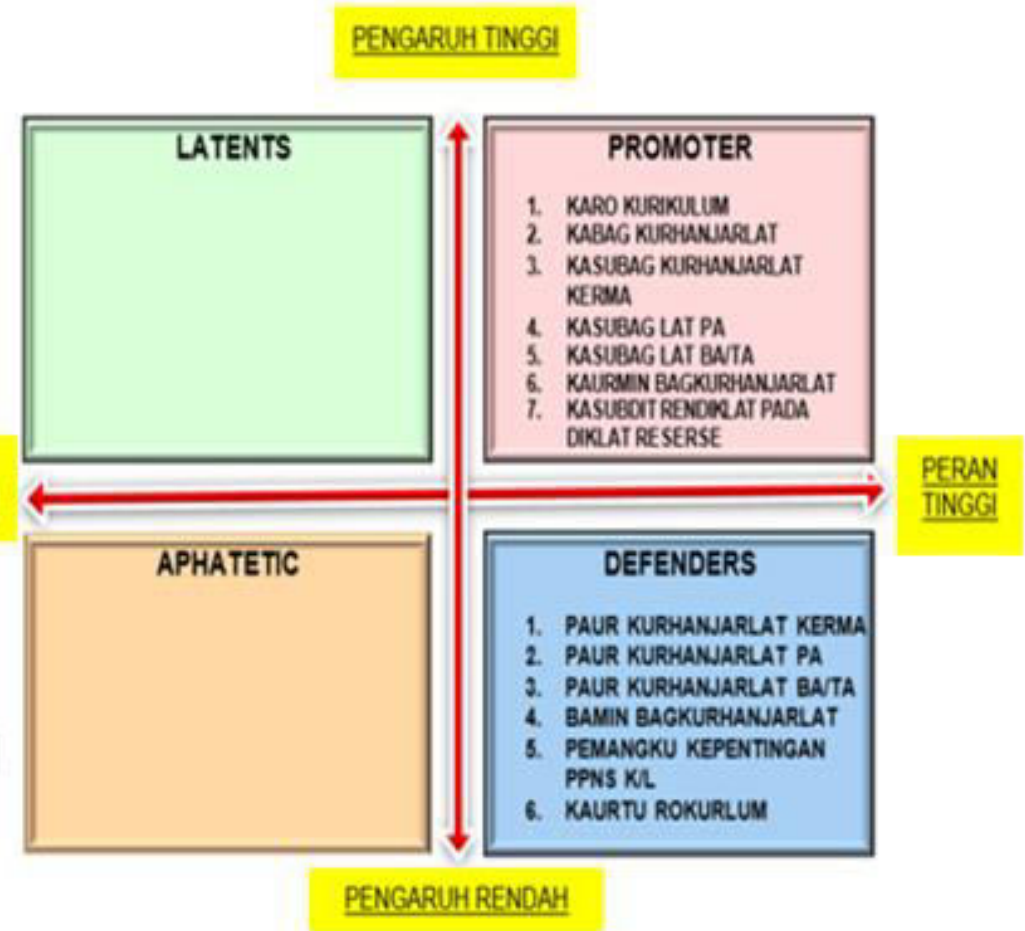 PENGARUH TINGGI
LATENTS
PROMOTER
1. KARO KURIKULUM
2. KABAG KURHANJARLAT
3. KASUBAG KURHANJARLAT
KERMA
4. KASUBAG LAT PA
5. KASUBAG LAT BA/TA
6. KAURMIN BAGKURHANJARLAT
7. KASUBDIT RENDIKLAT PADA
DIKLAT RESERSE
PERAN
TINGGI
APHATETIC
DEFENDERS
1. PAUR KURHANJARLAT KERMA
2. PAUR KURHANJARLAT PA
3. PAUR KURHANJARLAT BA/TA
4. BAMIN BAGKURHANJARLAT
5. PEMANGKU KEPENTINGAN
PPNS K/L
6. KAURTU ROKURLUM
PENGARUH RENDAH